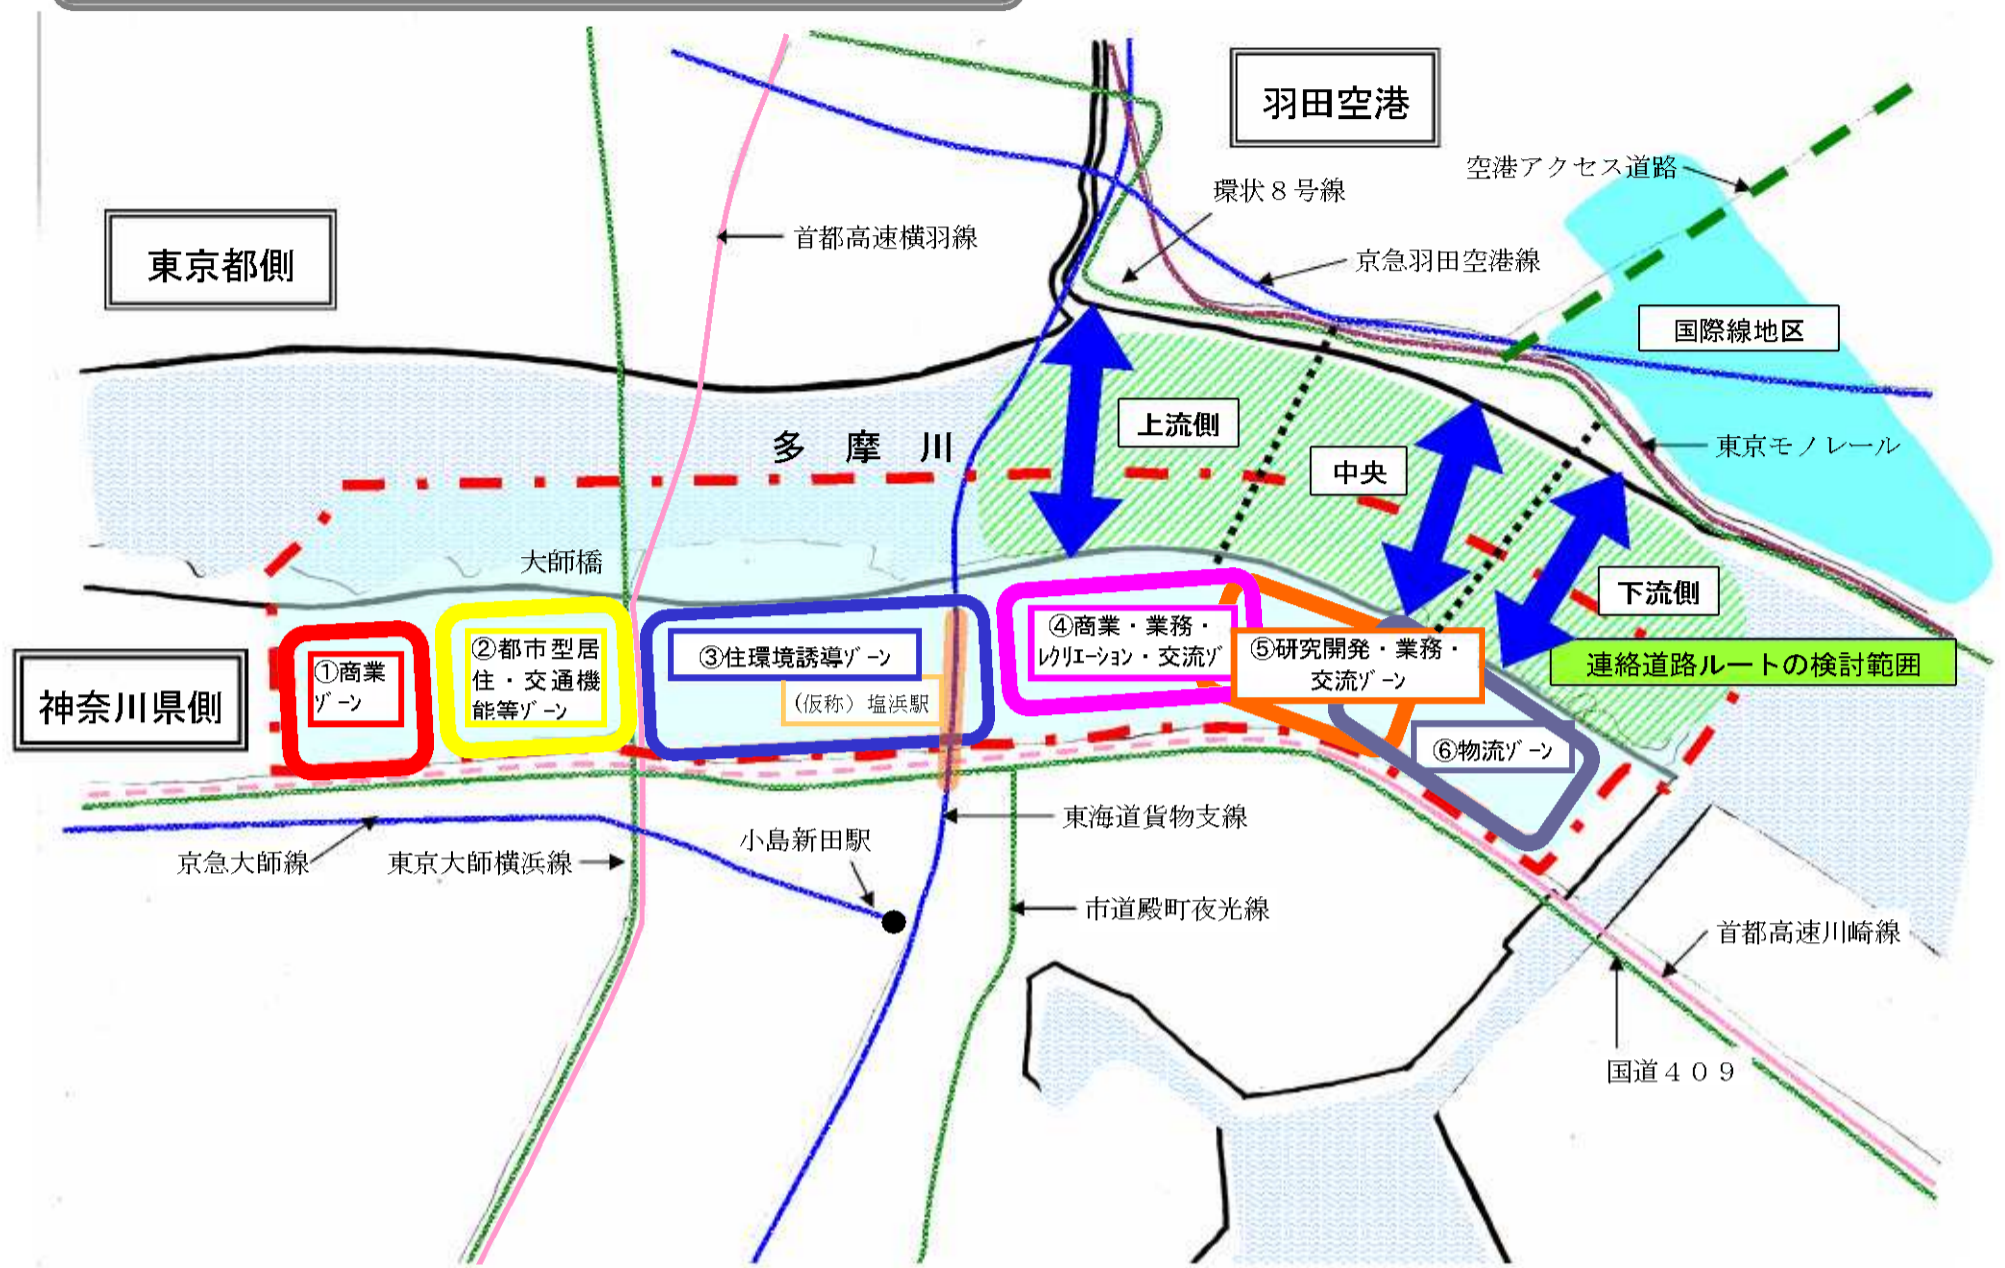 羽田空港
空港アクセス道路
環状８号線
首都高速横羽線
東京都側
京急羽田空港線
国際線地区
上流側
多摩川
中央
東京モノレール
大師橋
下流側
①商業
ｿﾞｰﾝ
②都市型居
住・交通機
能等ｿﾞｰﾝ
③住環境誘導ｿﾞｰﾝ
(仮称) 塩浜駅
④商業・業務・
ﾚｸﾘｴｰｼｮﾝ・交流ｿﾞ
⑤研究開発・業務・
交流ｿﾞｰﾝ
連絡道路ルートの検討範囲
神奈川県側
⑥物流ｿﾞｰﾝ
東海道貨物支線
小島新田駅
京急大師線
東京大師横浜線
市道殿町夜光線
首都高速川崎線
国道４０９